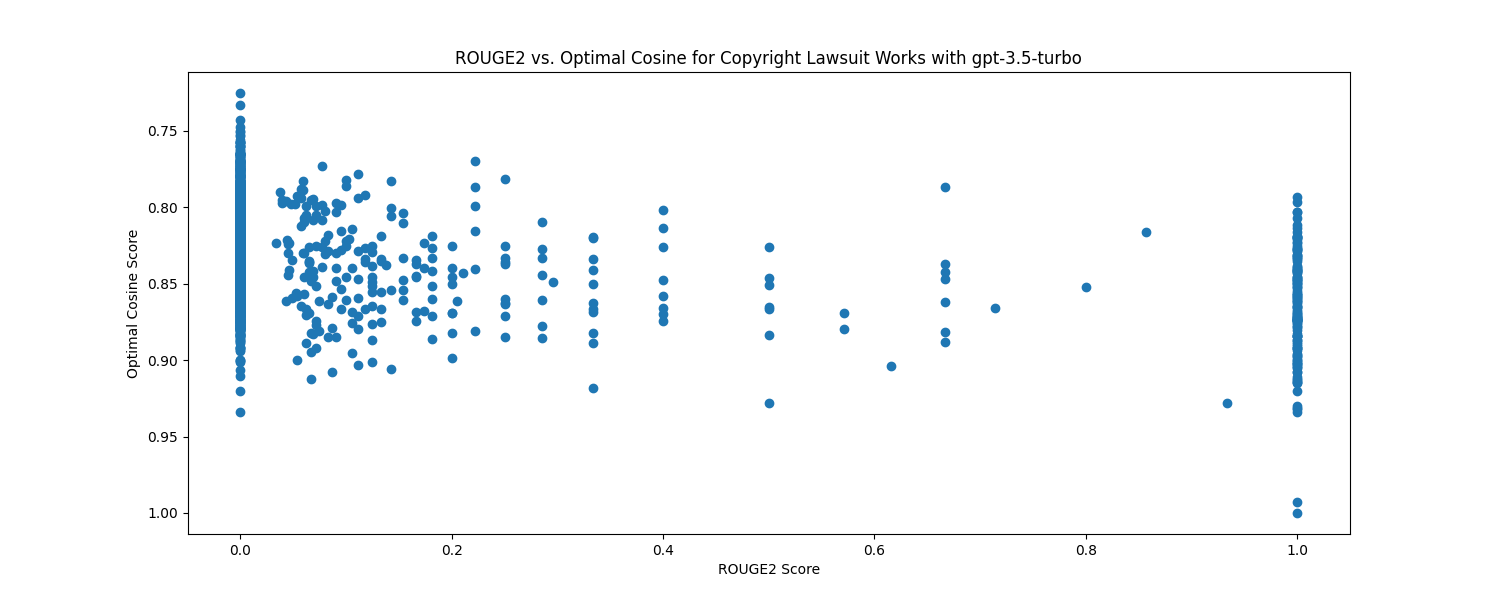 ROUGE2 vs. Optimal Cosine for Copyright Lawsuit Works with gpt-3.5-turbo
Optimal Cosine Score
0.75
0.80
0.85
0.90
0.95
1.00
0.0 0.2 0.4 0.6 0.8 1.0
ROUGE2 Score